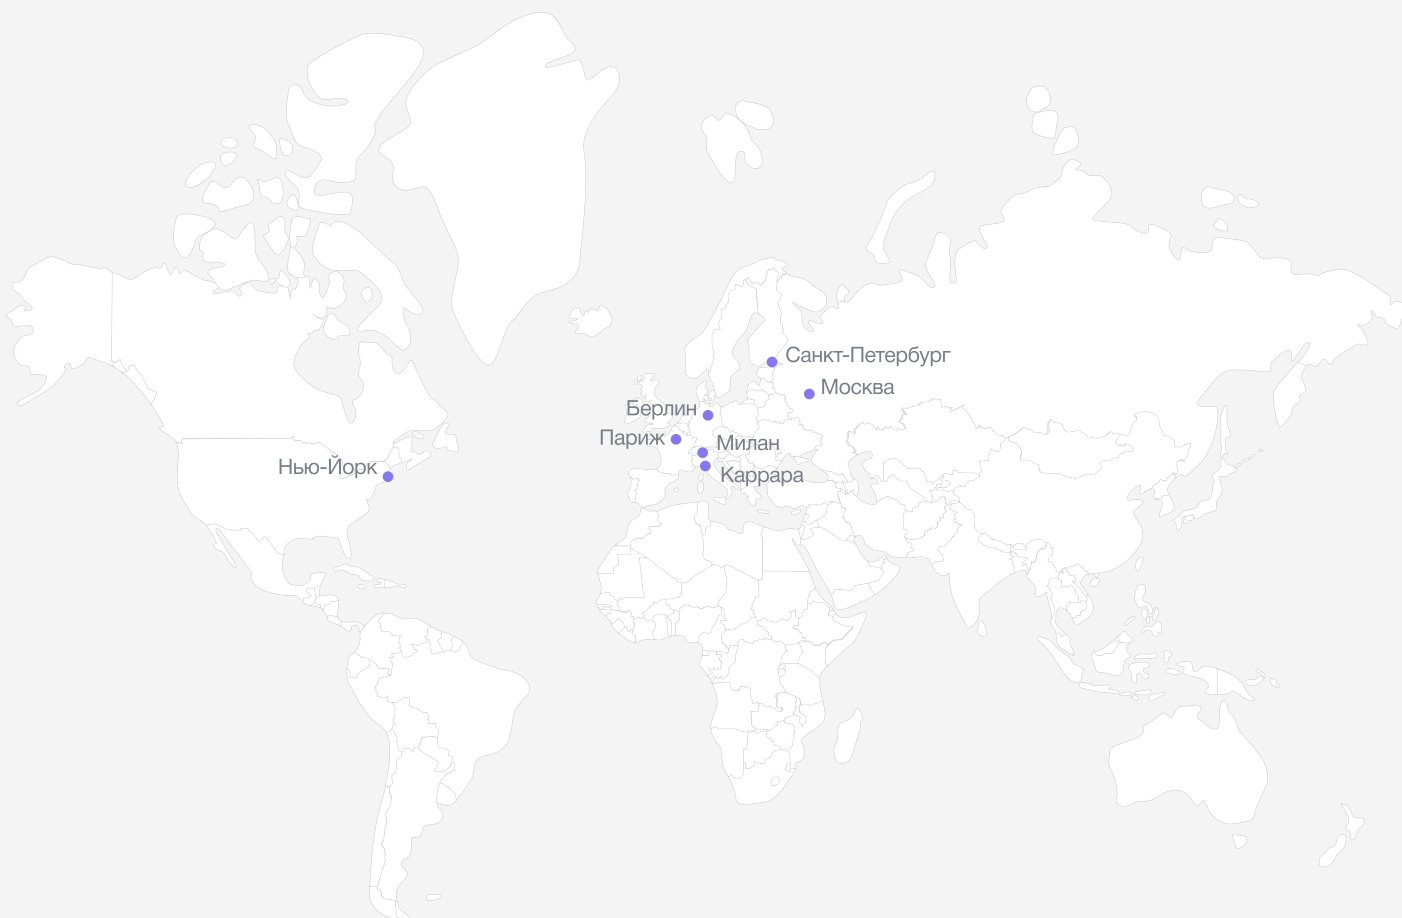 Санкт-Петербург
Москва
Берлин
Париж
Милан
Нью-Йорк
Каррара